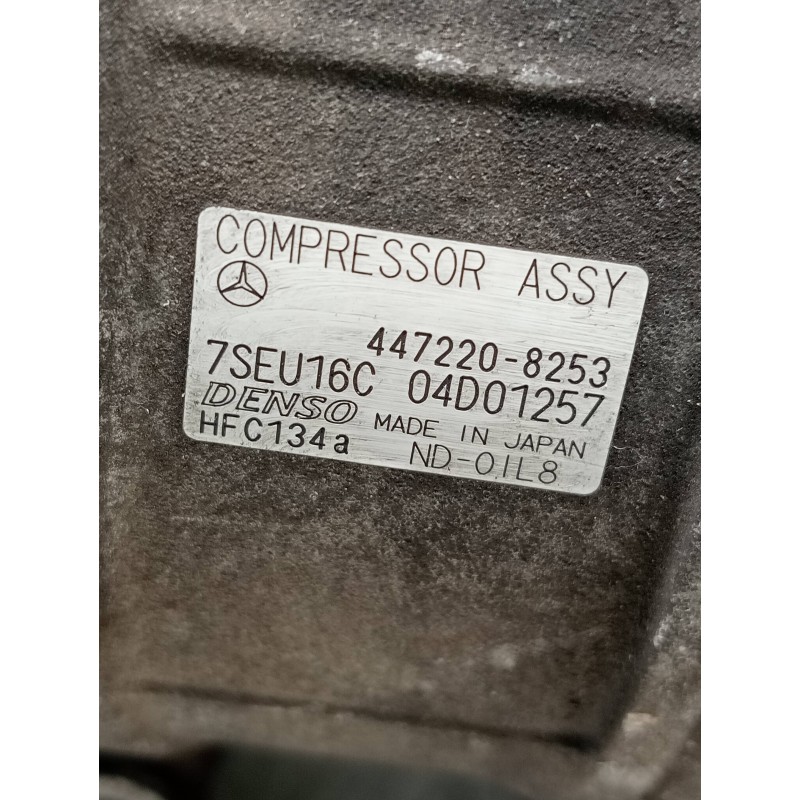 COMPRESSOR ASSY
447220-8253
7SEU16C 04D01257
DENSO MADE IN JAPAN
HFC134a ND-OIL8